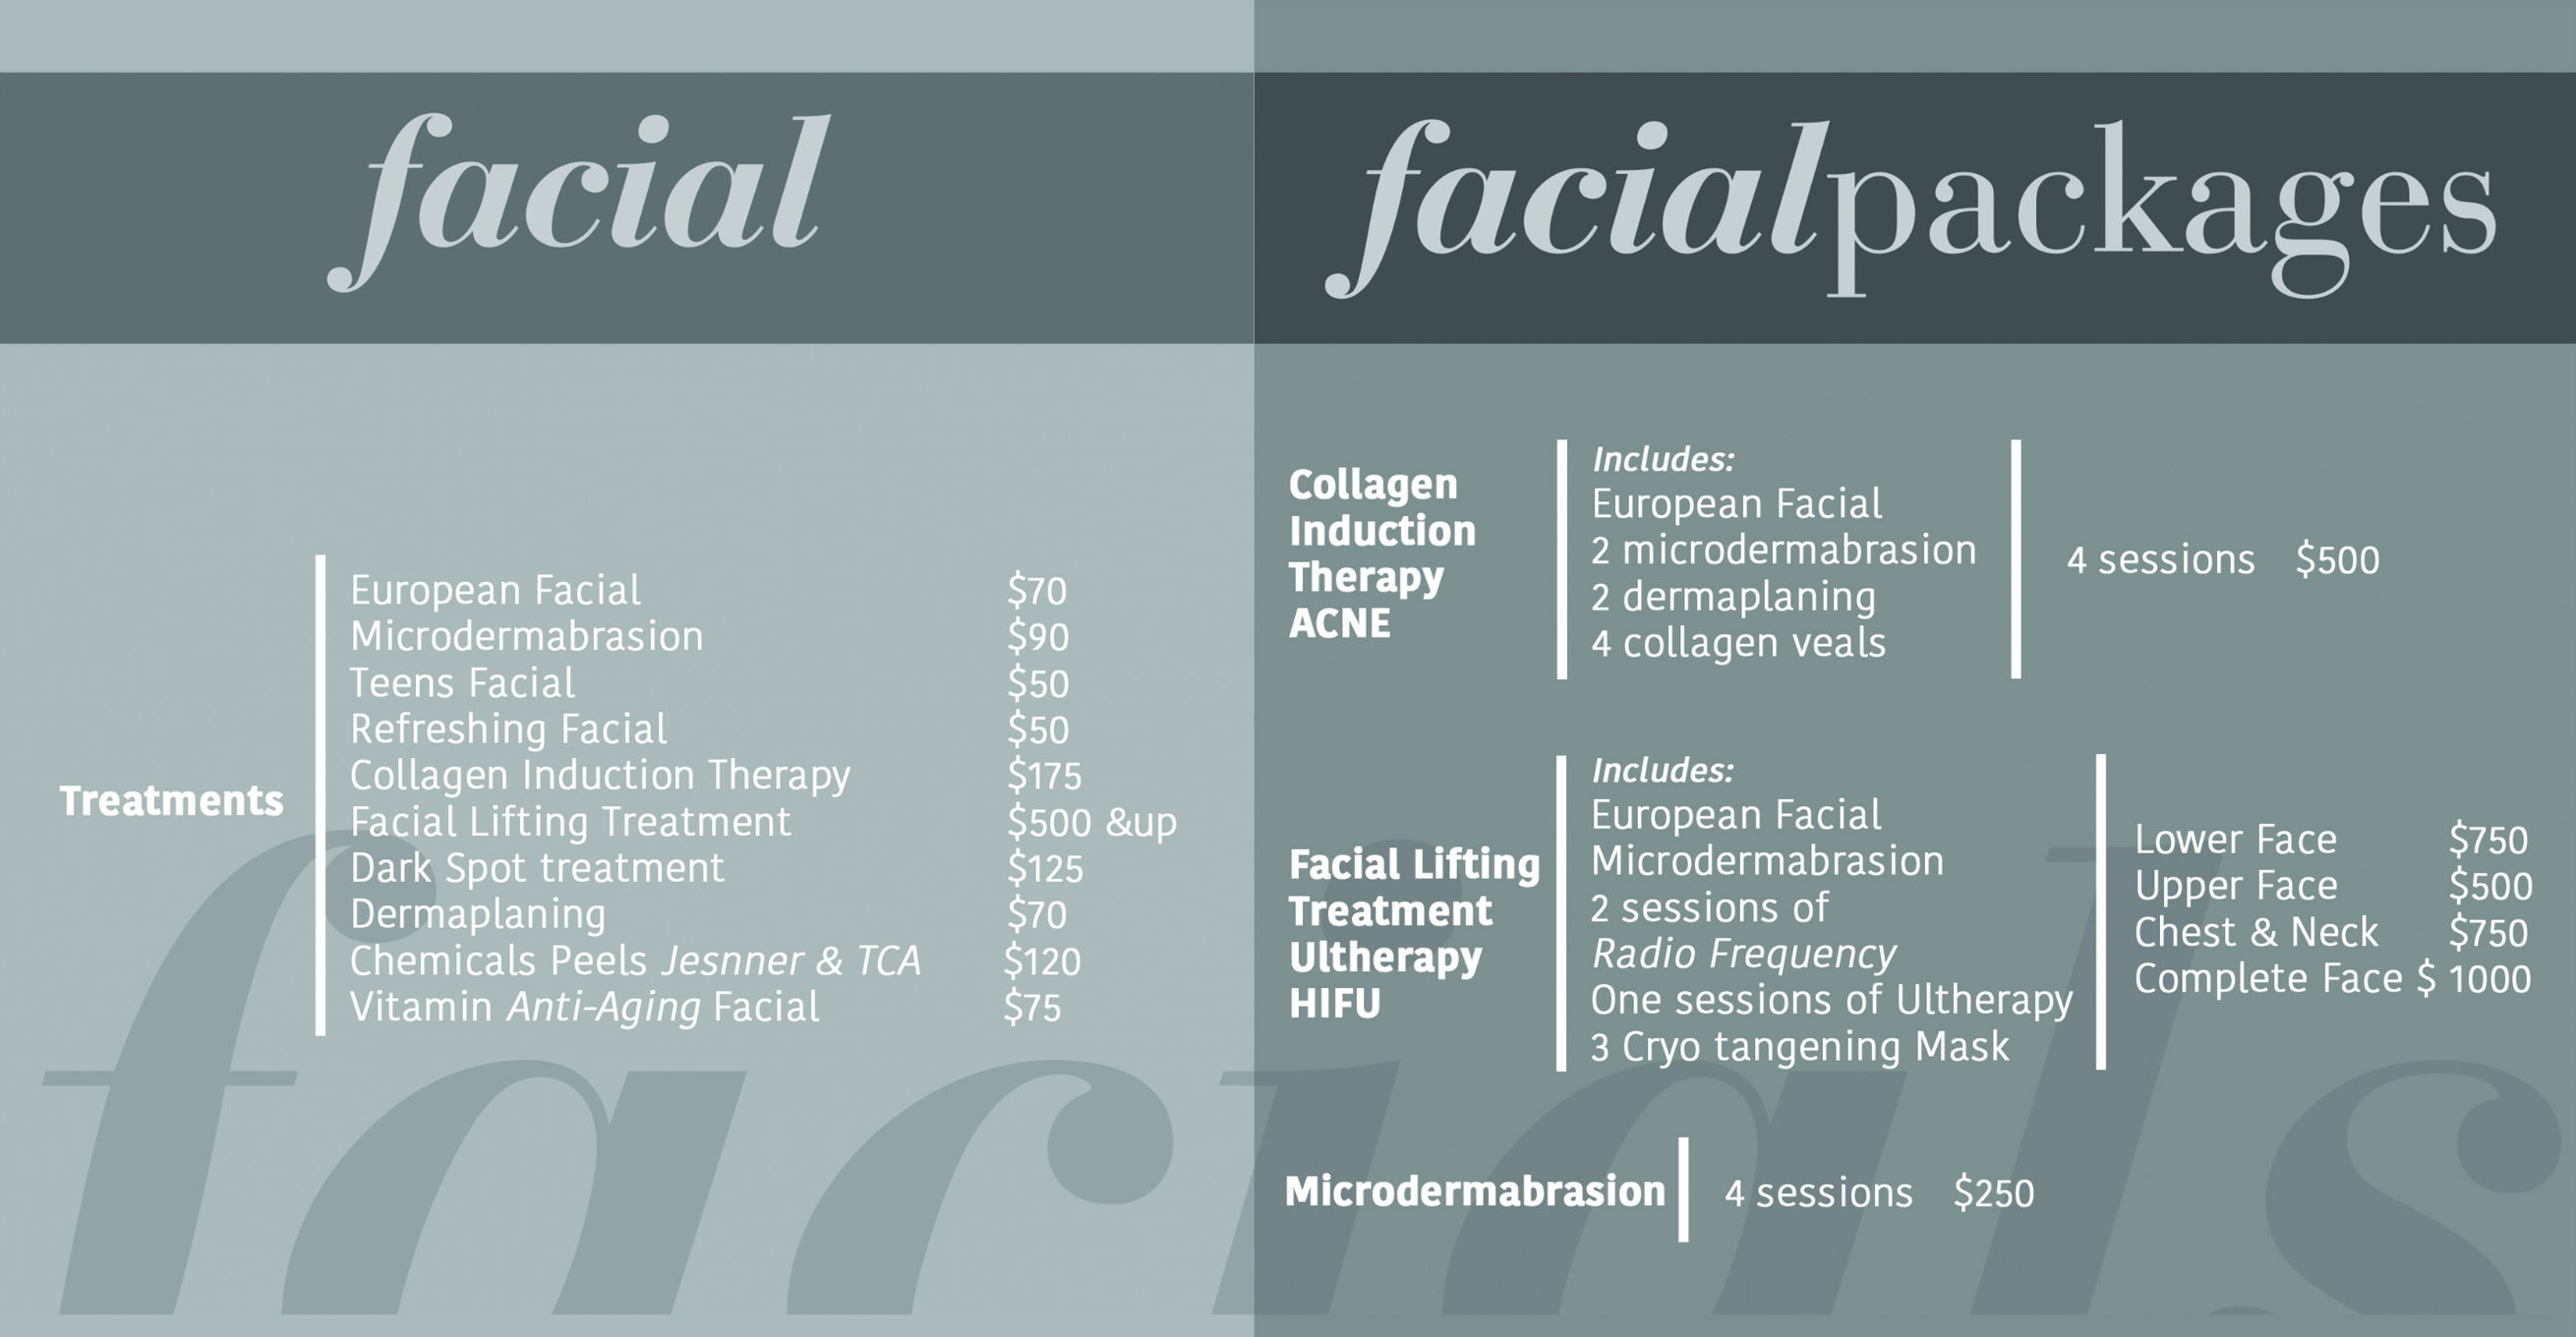 facial
Treatments
European Facial $70
Microdermabrasion $90
Teens Facial $50
Refreshing Facial $50
Collagen Induction Therapy $175
Facial Lifting Treatment $500 &up
Dark Spot treatment $125
Dermaplaning $70
Chemicals Peels Jesnner & TCA $120
Vitamin Anti-Aging Facial $75
facialpackages
Collagen
Induction
Therapy
ACNE
Includes:
European Facial
2 microdermabrasion
2 dermaplaning
4 collagen veals
4 sessions $500
Facial Lifting
Treatment
Ultherapy
HIFU
Includes:
European Facial
Microdermabrasion
2 sessions of
Radio Frequency
One sessions of Ultherapy
3 Cryo tangening Mask
Lower Face $750
Upper Face $500
Chest & Neck $750
Complete Face $ 1000
Microdermabrasion
4 sessions $250
facials